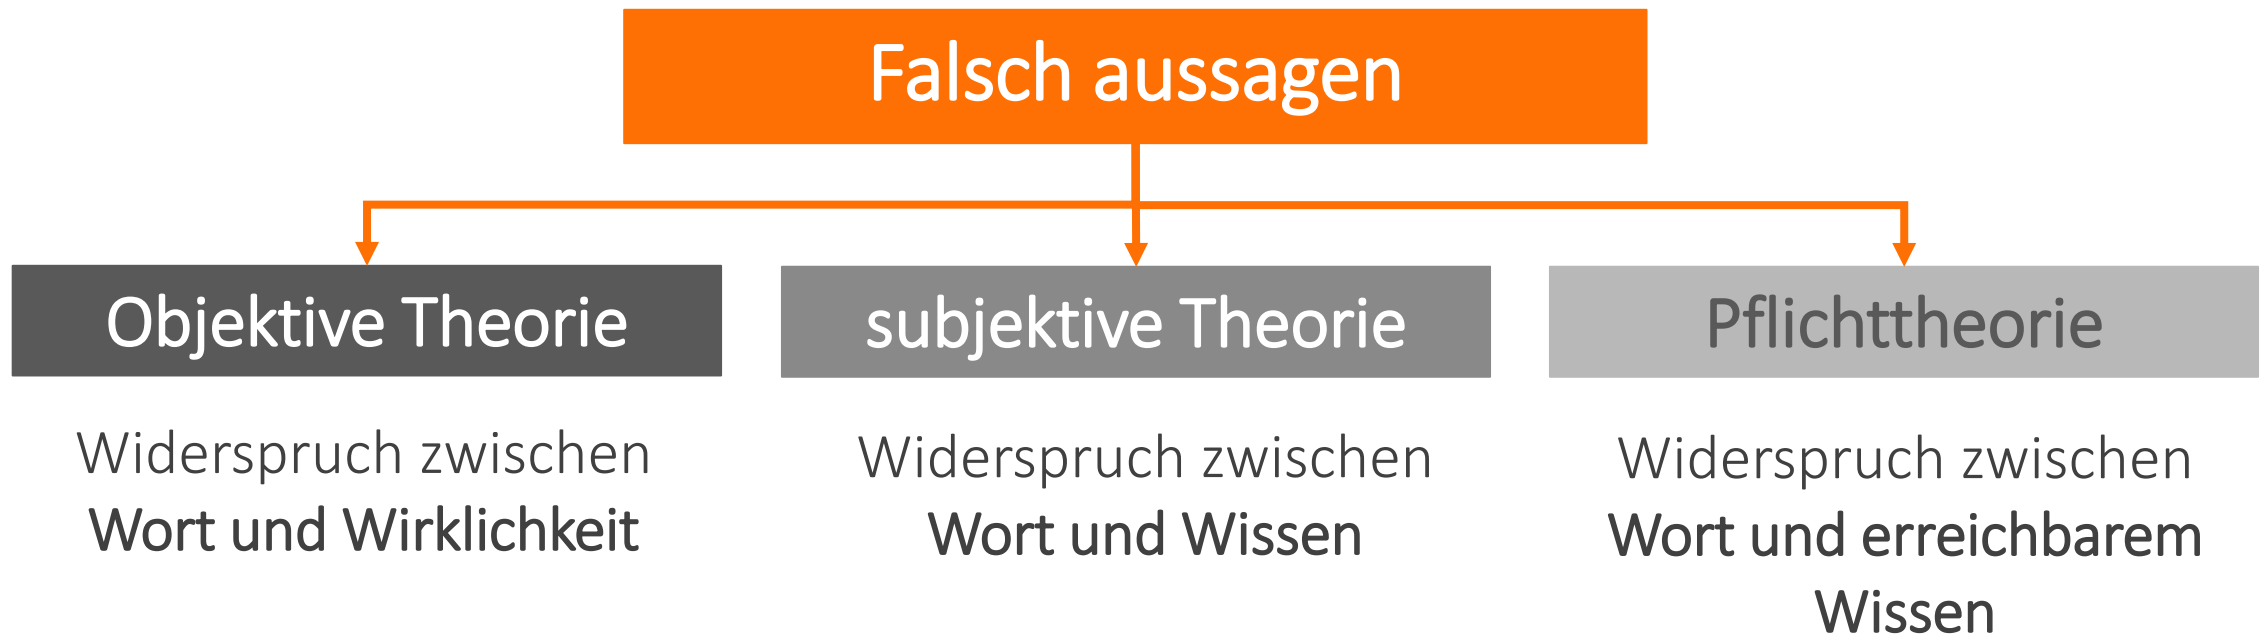 Falsch aussagen
Objektive Theorie
subjektive Theorie
Pflichttheorie
Widerspruch zwischen
Wort und Wirklichkeit
Widerspruch zwischen
Wort und Wissen
Widerspruch zwischen
Wort und erreichbarem
Wissen